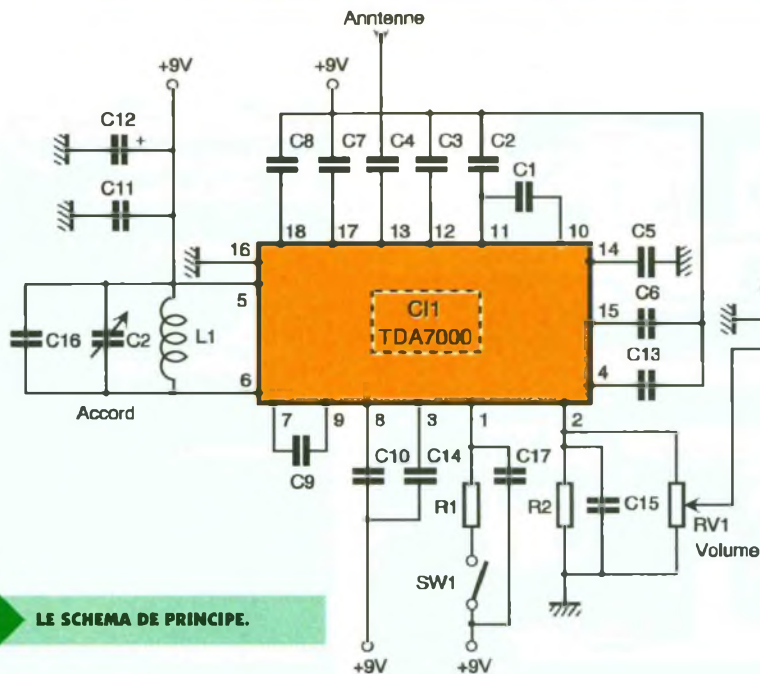 Anntenne
+9V
+9V
C12
+
C8
C7
C4
C3
C2
C1
C11
18
17
13
12
11
10
16
14
C5
5
CI1
TDA7000
15
C6
C16
C2
L1
C13
6
4
Accord
7
9
8
3
1
2
C9
C10
C14
C17
R1
R2
C15
RV1
Volume
SW1
LE SCHEMA DE PRINCIPE.
+9V
+9V